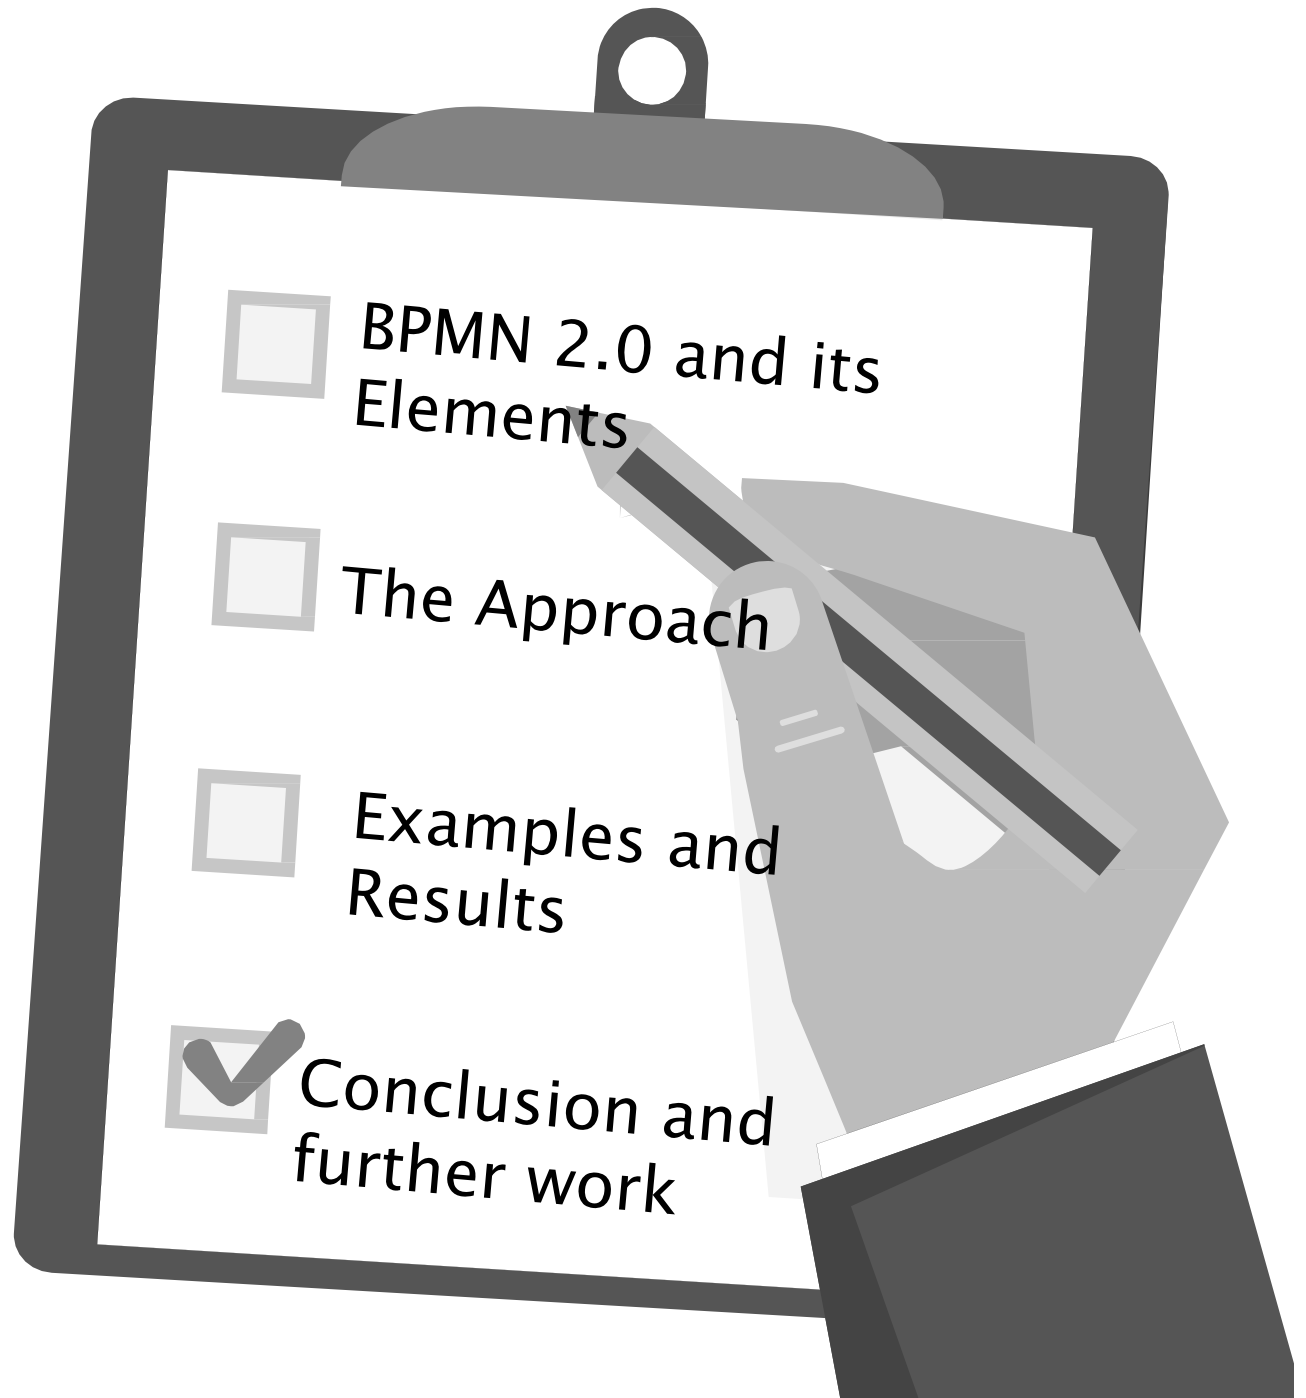 BPMN 2.0 and its
Elements
The Approach
Examples and
Results
Conclusion and
further work